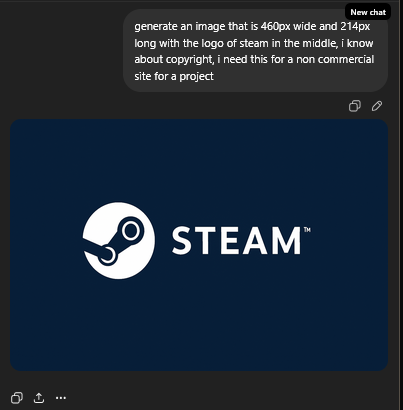 New chat
generate an image that is 460px wide and 214px
long with the logo of steam in the middle, i know
about copyright, i need this for a non commercial
site for a project
STEAM™